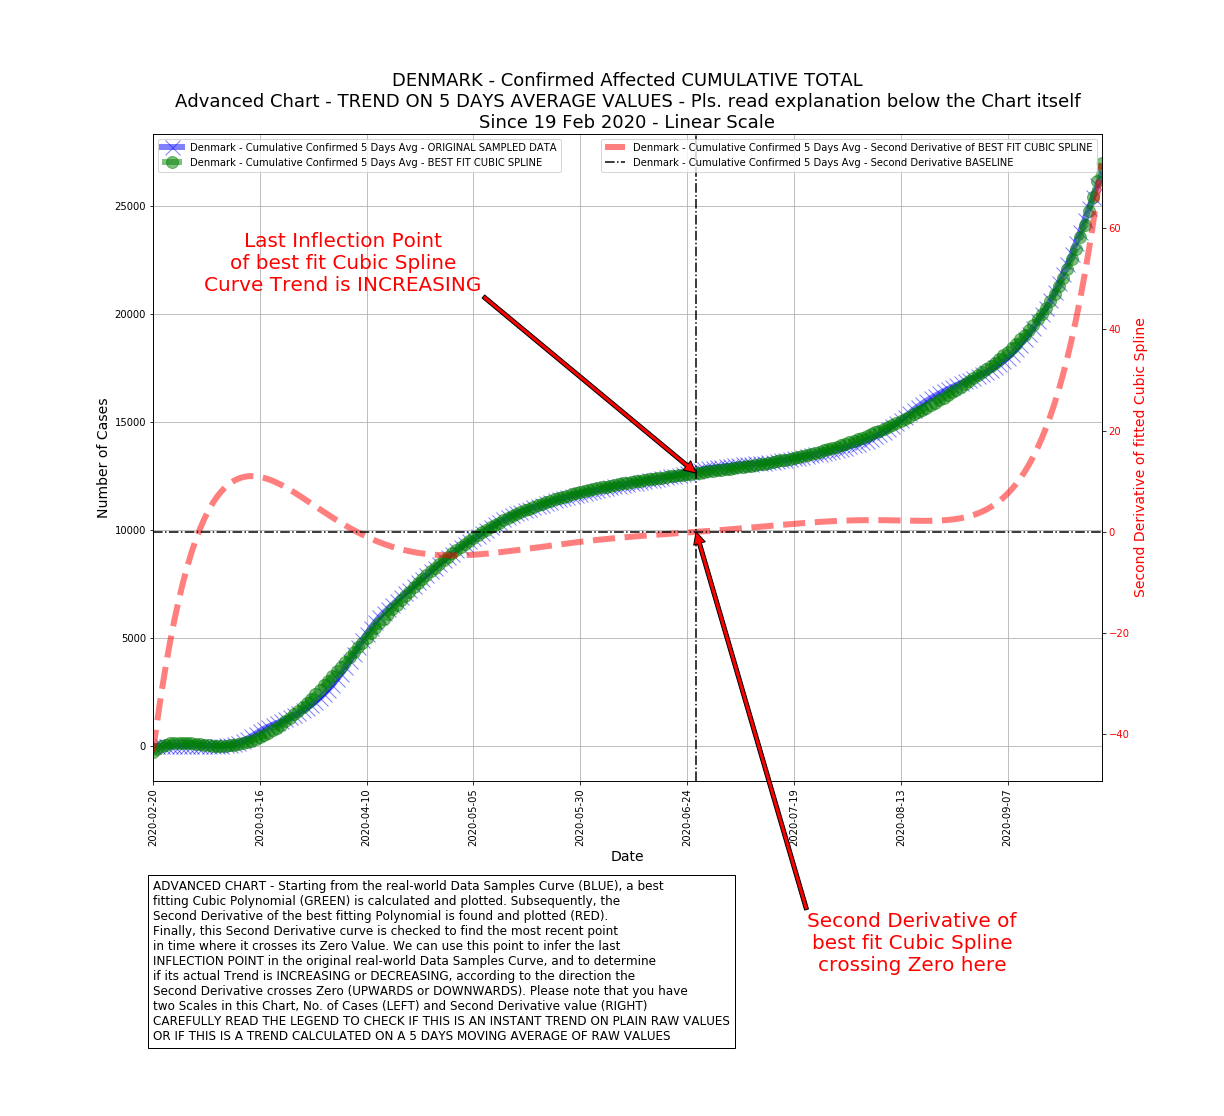 DENMARK - Confirmed Affected CUMULATIVE TOTAL
Advanced Chart - TREND ON 5 DAYS AVERAGE VALUES - Pls. read explanation below the Chart itself
Since 19 Feb 2020 - Linear Scale
Denmark - Cumulative Confirmed 5 Days Avg - ORIGINAL SAMPLED DATA
Denmark - Cumulative Confirmed 5 Days Avg - BEST FIT CUBIC SPLINE
Denmark - Cumulative Confirmed 5 Days Avg - Second Derivative of BEST FIT CUBIC SPLINE
Denmark - Cumulative Confirmed 5 Days Avg - Second Derivative BASELINE
Last Inflection Point
of best fit Cubic Spline
Curve Trend is INCREASING
Number of Cases
25000
20000
15000
10000
5000
0
60
40
20
0
−20
−40
Second Derivative of fitted Cubic Spline
2020-02-20
2020-03-16
2020-04-10
2020-05-05
2020-05-30
2020-06-24
2020-07-19
2020-08-13
2020-09-07
Date
ADVANCED CHART - Starting from the real-world Data Samples Curve (BLUE), a best
fitting Cubic Polynomial (GREEN) is calculated and plotted. Subsequently, the
Second Derivative of the best fitting Polynomial is found and plotted (RED).
Finally, this Second Derivative curve is checked to find the most recent point
in time where it crosses its Zero Value. We can use this point to infer the last
INFLECTION POINT in the original real-world Data Samples Curve, and to determine
if its actual Trend is INCREASING or DECREASING, according to the direction the
Second Derivative crosses Zero (UPWARDS or DOWNWARDS). Please note that you have
two Scales in this Chart, No. of Cases (LEFT) and Second Derivative value (RIGHT)
CAREFULLY READ THE LEGEND TO CHECK IF THIS IS AN INSTANT TREND ON PLAIN RAW VALUES
OR IF THIS IS A TREND CALCULATED ON A 5 DAYS MOVING AVERAGE OF RAW VALUES
Second Derivative of
best fit Cubic Spline
crossing Zero here